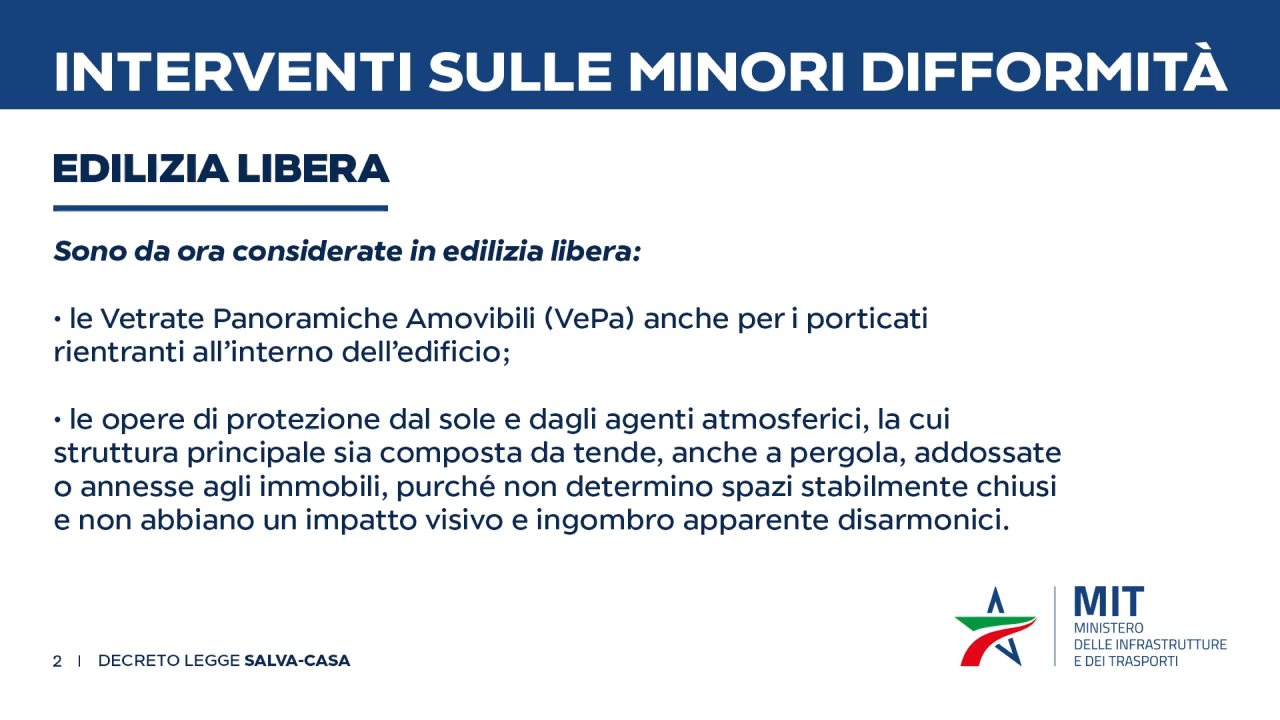 INTERVENTI SULLE MINORI DIFFORMITÀ
EDILIZIA LIBERA
Sono da ora considerate in edilizia libera:
• le Vetrate Panoramiche Amovibili (VePa) anche per i porticati
rientranti all'interno dell'edificio;
• le opere di protezione dal sole e dagli agenti atmosferici, la cui
struttura principale sia composta da tende, anche a pergola, addossate
o annesse agli immobili, purché non determino spazi stabilmente chiusi
e non abbiano un impatto visivo e ingombro apparente disarmonici.
2 | DECRETO LEGGE SALVA-CASA
MIT
MINISTERO
DELLE INFRASTRUTTURE
E DEI TRASPORTI